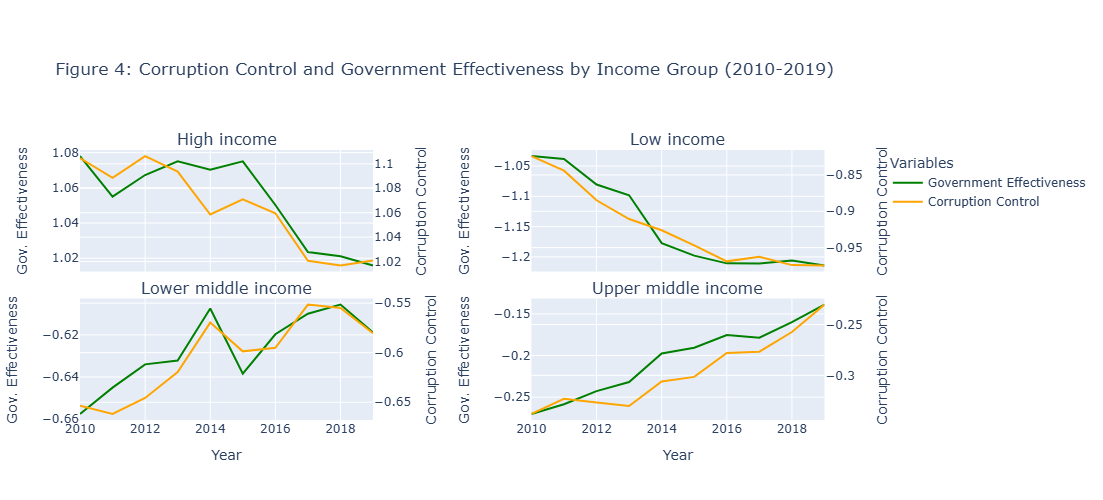 Figure 4: Corruption Control and Government Effectiveness by Income Group (2010-2019)
High income
Gov. Effectiveness
1.08
1.06
1.04
1.02
1.1
1.08
1.06
1.04
1.02
Corruption Control
Low income
Gov. Effectiveness
−1.05
−1.1
−1.15
−1.2
−0.85
−0.9
−0.95
Corruption Control
Variables
Government Effectiveness
Corruption Control
Lower middle income
Gov. Effectiveness
−0.62
−0.64
−0.66
−0.55
−0.6
−0.65
Corruption Control
2010 2012 2014 2016 2018
Year
Upper middle income
Gov. Effectiveness
−0.15
−0.2
−0.25
−0.25
−0.3
Corruption Control
2010 2012 2014 2016 2018
Year